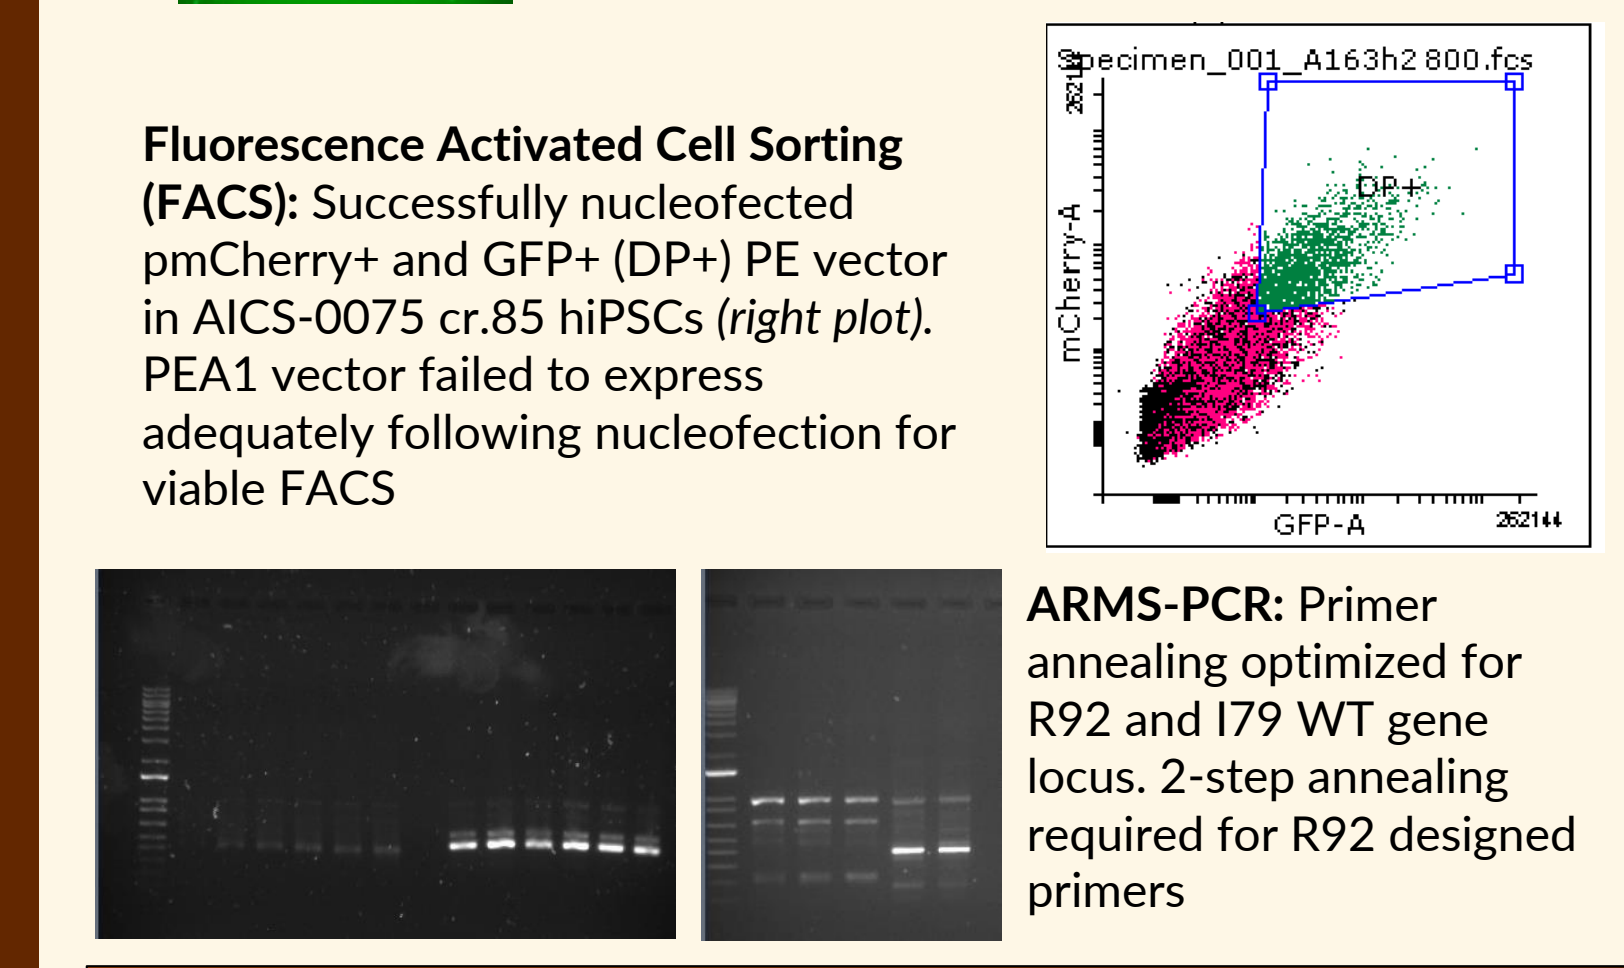 Fluorescence Activated Cell Sorting
(FACS): Successfully nucleofected
pmCherry+ and GFP+ (DP+) PE vector
in AICS-0075 cr.85 hiPSCs (right plot).
PEA1 vector failed to express
adequately following nucleofection for
viable FACS
Specimen_001_A163h2 800.fcs
DP+
mCherry-A
GFP-A
262144
ARMS-PCR: Primer
annealing optimized for
R92 and I79 WT gene
locus. 2-step annealing
required for R92 designed
primers